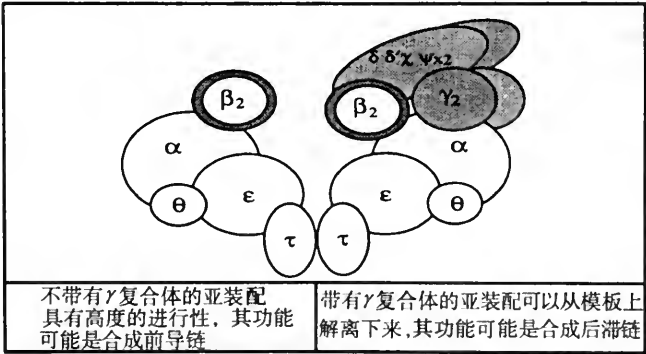 δ δ′ χ ψx2
β₂
β₂
γ₂
α
α
θ
ε
ε
θ
τ
τ
不带有γ复合体的亚装配
具有高度的进行性，其功能
可能是合成前导链
带有γ复合体的亚装配可以从模板上
解离下来，其功能可能是合成后滞链